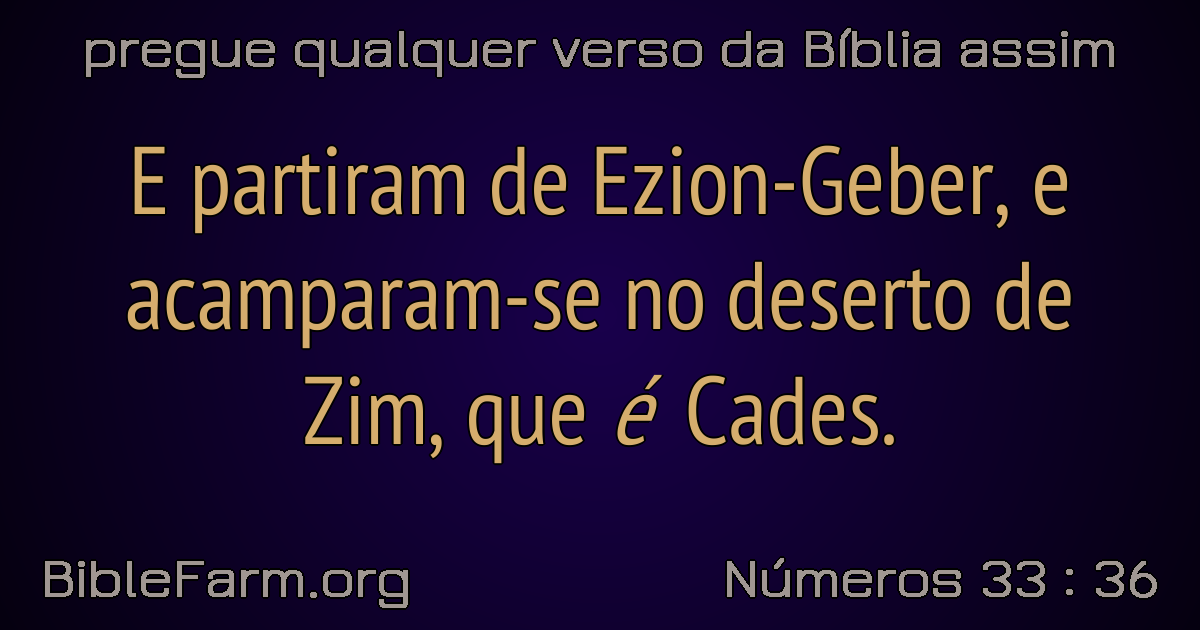 pregue qualquer verso da Bíblia assim
E partiram de Ezion-Geber, e
acamparam-se no deserto de
Zim, que é Cades.
BibleFarm.org
Números 33 : 36